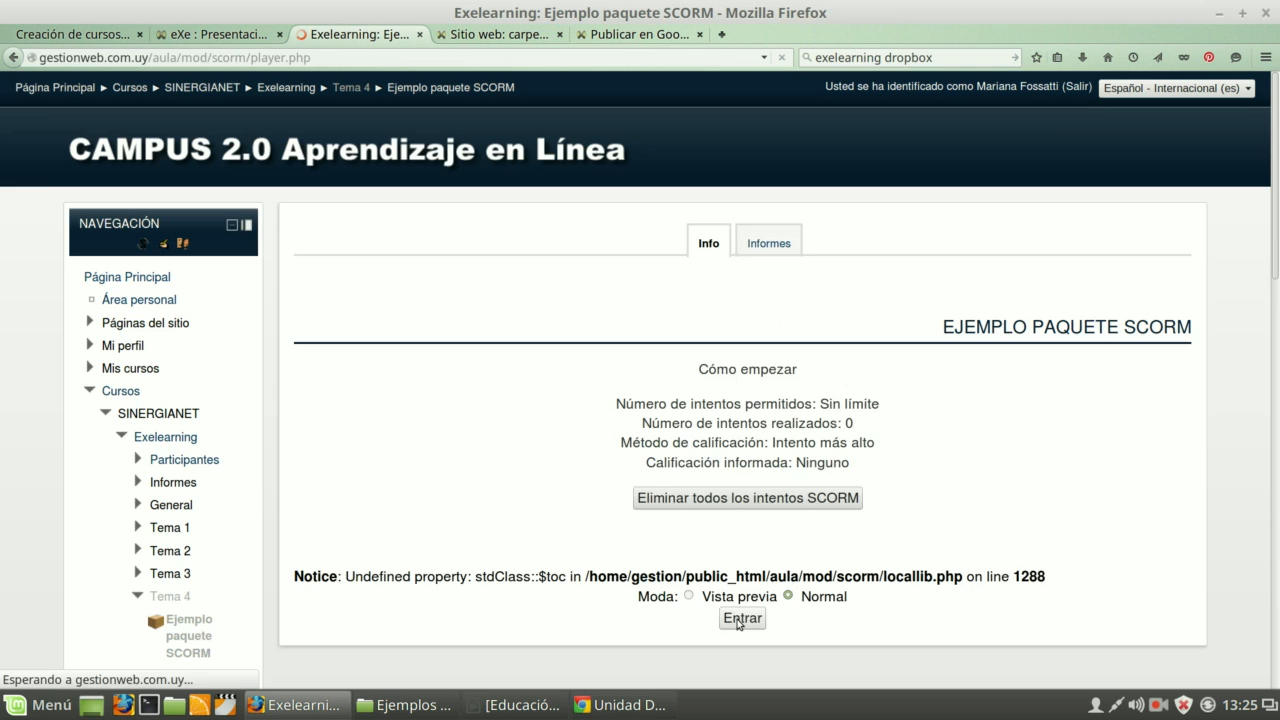 Exelearning: Ejemplo paquete SCORM - Mozilla Firefox
Creación de cursos... × eXe : Presentaci... × Exelearning: Eje... × Sitio web: carpe... × Publicar en Goo... ×
gestionweb.com.uy/aula/mod/scorm/player.php
exelearning dropbox
Página Principal ► Cursos ► SINERGIANET ► Exelearning ► Tema 4 ► Ejemplo paquete SCORM
Usted se ha identificado como Mariana Fossatti (Salir)
Español - Internacional (es)
CAMPUS 2.0 Aprendizaje en Línea
NAVEGACIÓN
Página Principal
Área personal
Páginas del sitio
Mi perfil
Mis cursos
Cursos
SINERGIANET
Exelearning
Participantes
Informes
General
Tema 1
Tema 2
Tema 3
Tema 4
Ejemplo
paquete
SCORM
Info
Informes
EJEMPLO PAQUETE SCORM
Cómo empezar
Número de intentos permitidos: Sin límite
Número de intentos realizados: 0
Método de calificación: Intento más alto
Calificación informada: Ninguno
Eliminar todos los intentos SCORM
Notice: Undefined property: stdClass::$toc in /home/gestion/public_html/aula/mod/scorm/locallib.php on line 1288
Moda: Vista previa Normal
Entrar
Esperando a gestionweb.com.uy...
Menú
Exelearni...
Ejemplos ...
[Educació...
Unidad D...
13:25